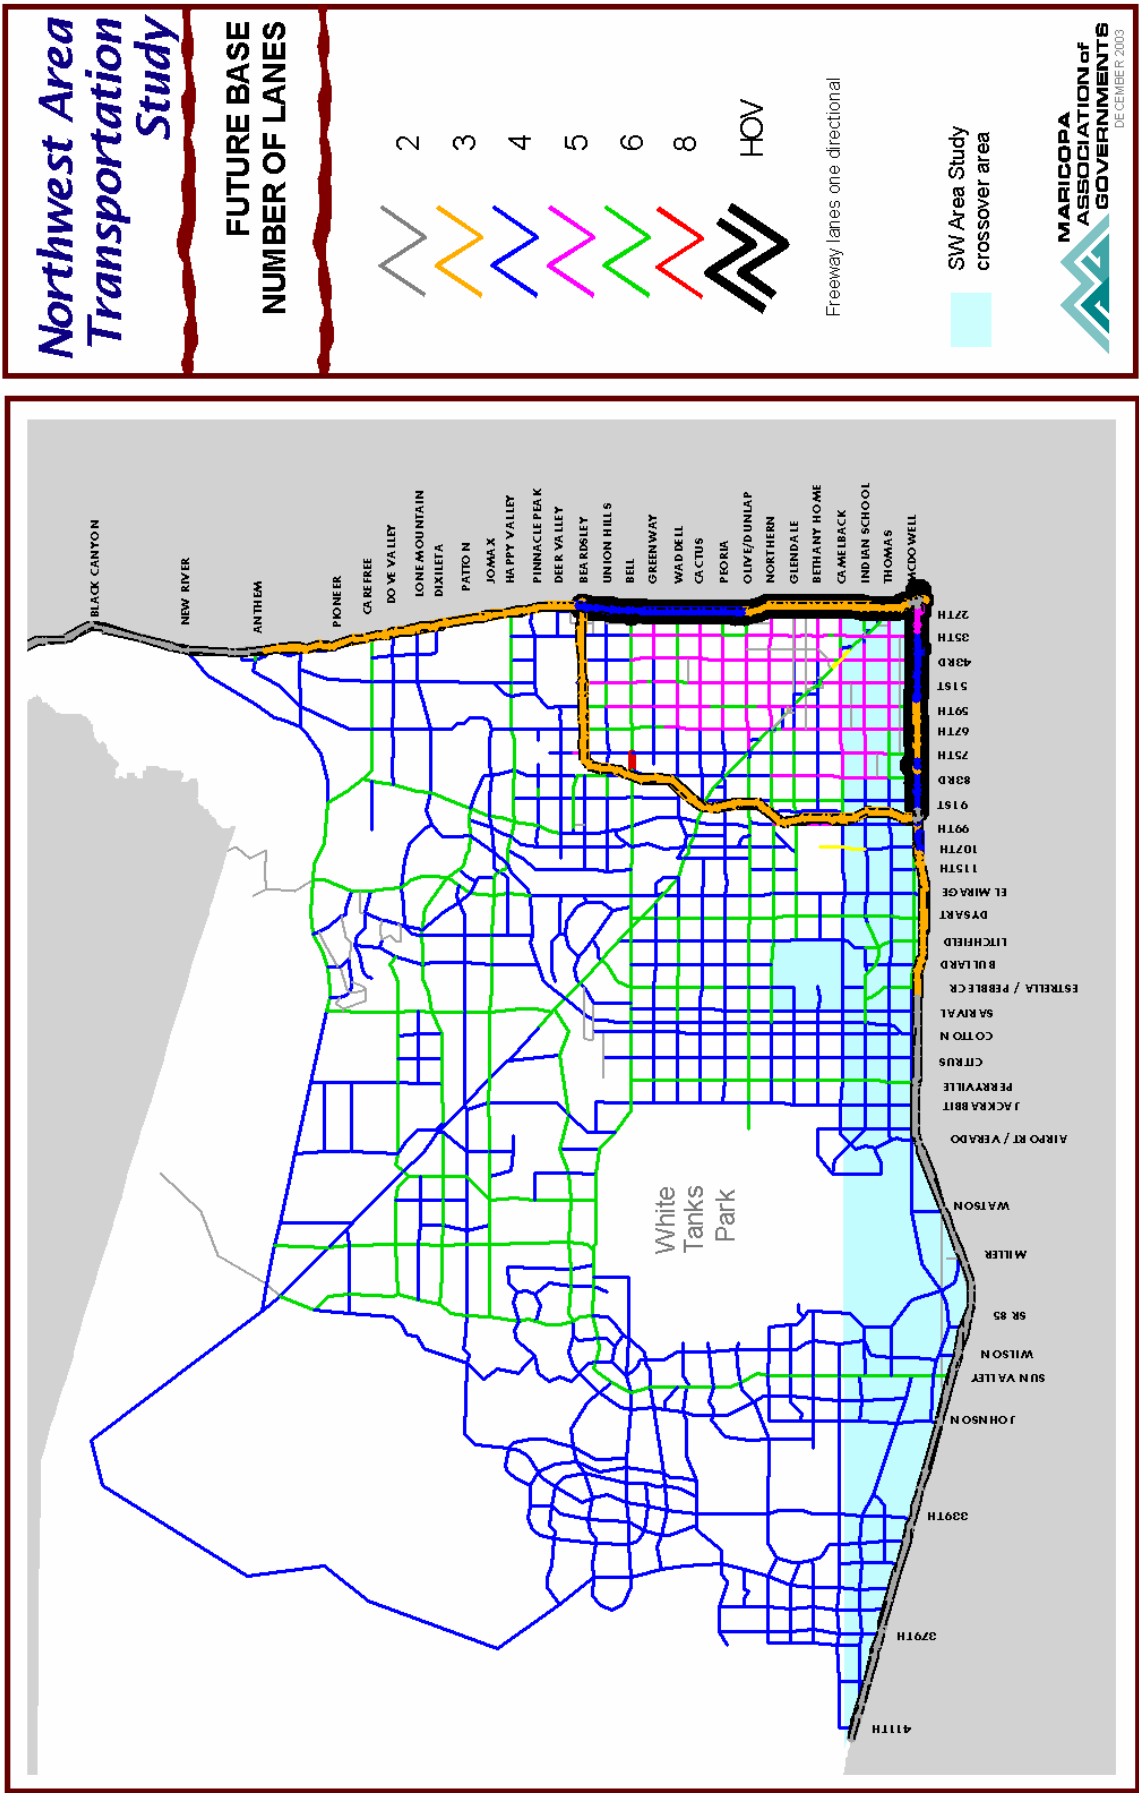 Northwest Area
Transportation
Study
FUTURE BASE
NUMBER OF LANES
2
3
4
5
6
8
HOV
Freeway lanes one directional
SW Area Study
crossover area
MARICOPA
ASSOCIATION of
GOVERNMENTS
DECEMBER 2003
BLACK CANYON
NEW RIVER
ANTHEM
PIONEER
CAREFREE
DOVE VALLEY
LONE MOUNTAIN
DIXILETA
PATTON
JOMAX
HAPPY VALLEY
PINNACLE PEAK
DEER VALLEY
BEARDSLEY
UNION HILLS
BELL
GREENWAY
WADDELL
CACTUS
PEORIA
OLIVE/DUNLAP
NORTHERN
GLENDALE
BETHANY HOME
CAMELBACK
INDIAN SCHOOL
THOMAS
MCDOWELL
27TH
35TH
43RD
51ST
59TH
67TH
75TH
83RD
91ST
99TH
107TH
115TH
EL MIRAGE
DYSART
LITCHFIELD
BULLARD
ESTRELLA / PEBBLECR
SARIVAL
COTTON
CITRUS
PERRYVILLE
JACKRABBIT
AIRPORT / VERADO
WATSON
MILLER
SR 85
WILSON
SUN VALLEY
JOHNSON
339TH
379TH
411TH
White
Tanks
Park